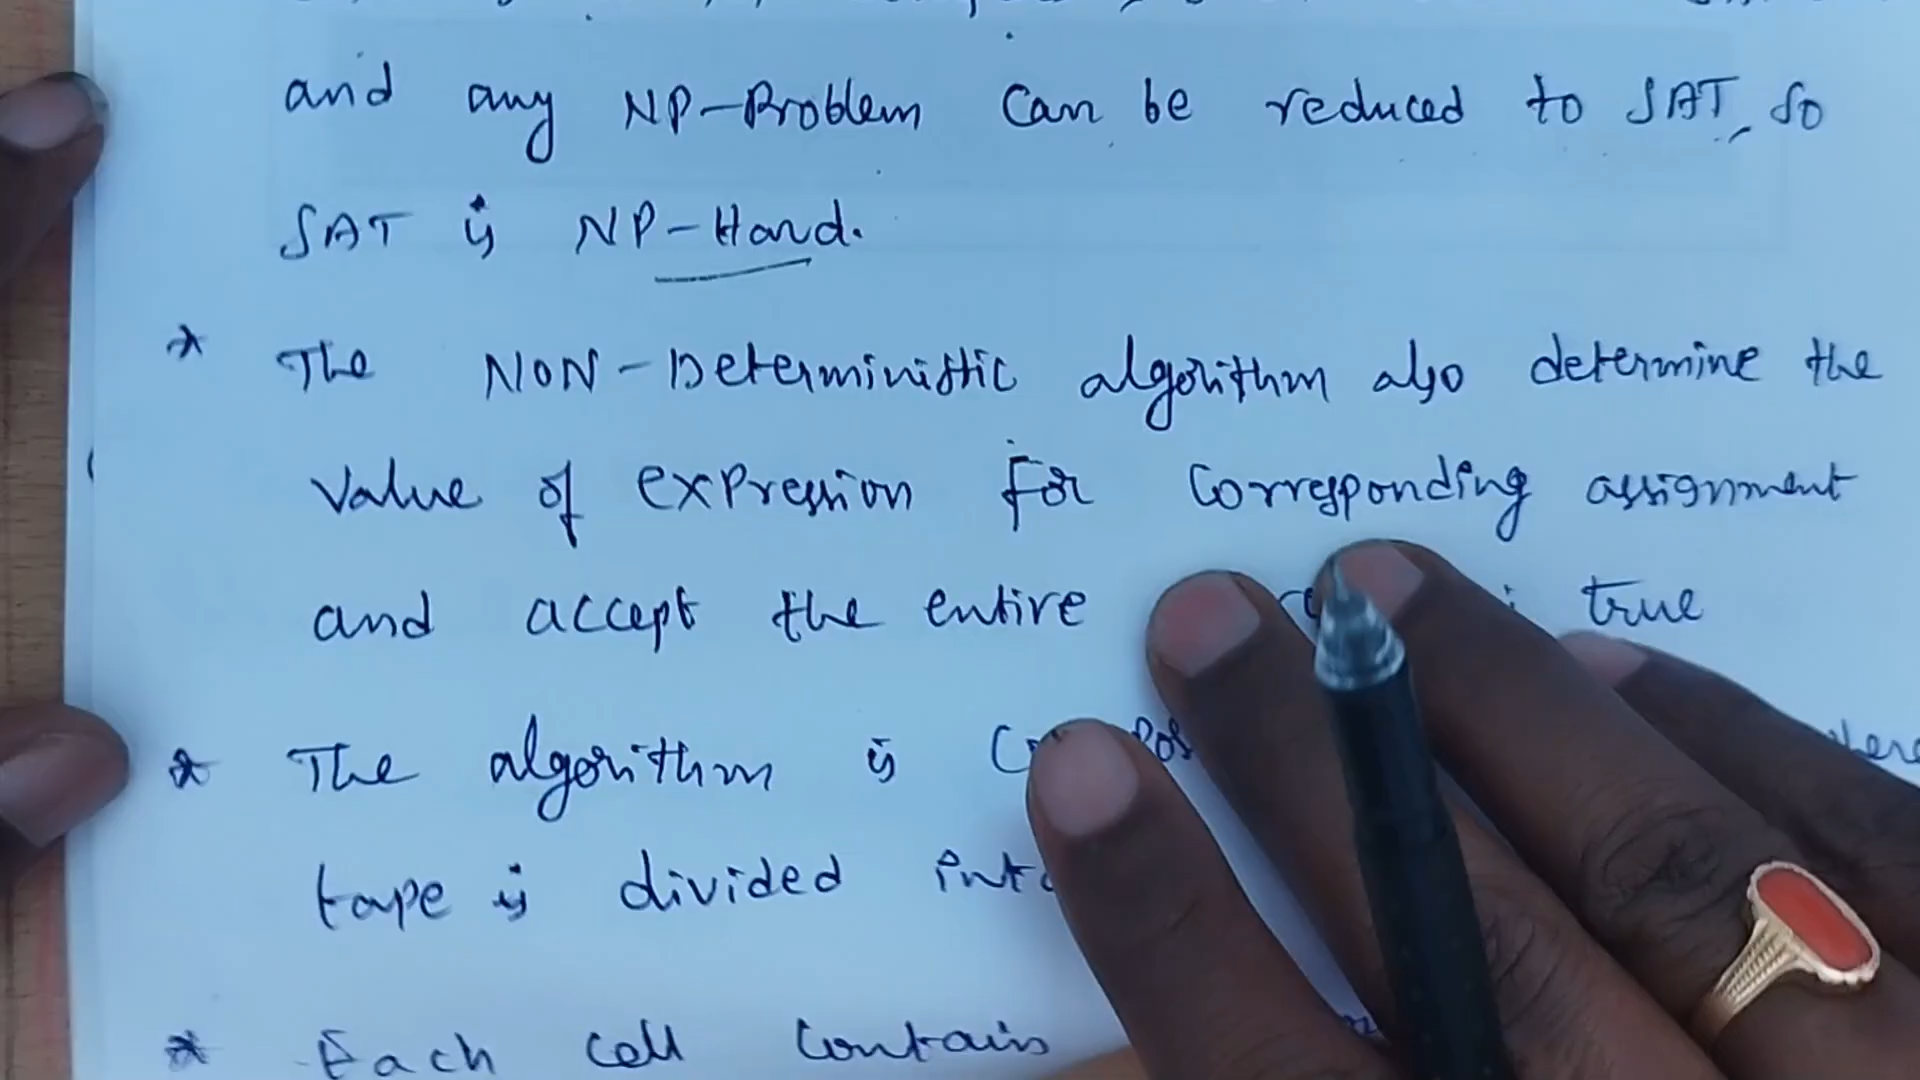 and any NP-Problem can be reduced to SAT, so
SAT is NP-Hard.
* The NON-Deterministic algorithm also determine the
value of expression for corresponding assignment
and accept the entire true
* The algorithm is
tape is divided into
* Each cell contains